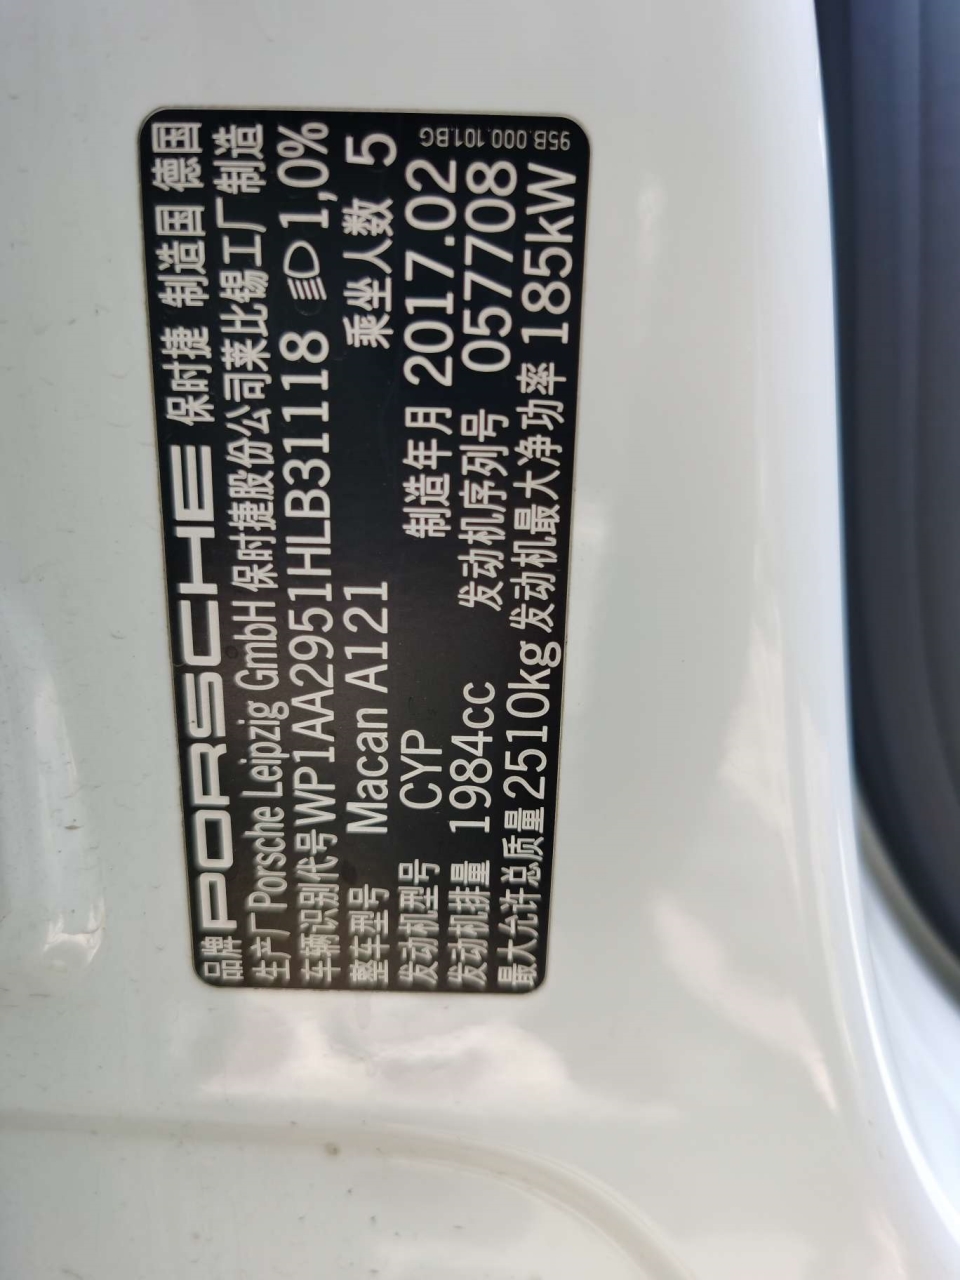 品牌 PORSCHE 保时捷 制造国 德国
生产厂 Porsche Leipzig GmbH 保时捷股份公司莱比锡工厂制造
车辆识别代号 WP1AA2951HLB31118 1,0%
整车型号 Macan A121 乘坐人数 5
发动机型号 CYP 制造年月 2017.02
发动机排量 1984cc 发动机序列号 057708
最大允许总质量 2510kg 发动机最大净功率 185kW
95B.000.101.BG